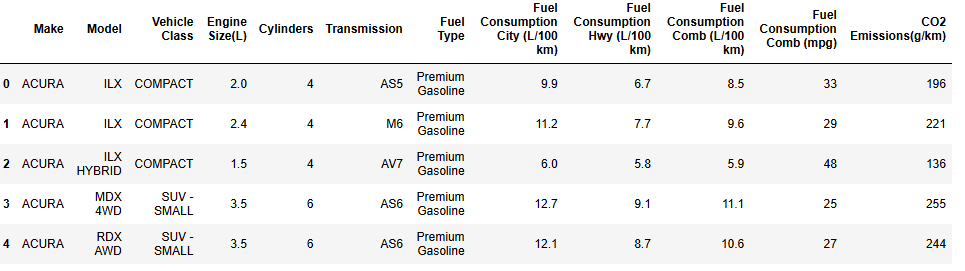 Make Model Vehicle Class Engine Size(L) Cylinders Transmission Fuel Type Fuel Consumption City (L/100 km) Fuel Consumption Hwy (L/100 km) Fuel Consumption Comb (L/100 km) Fuel Consumption Comb (mpg) CO2 Emissions(g/km)
0 ACURA ILX COMPACT 2.0 4 AS5 Premium Gasoline 9.9 6.7 8.5 33 196
1 ACURA ILX COMPACT 2.4 4 M6 Premium Gasoline 11.2 7.7 9.6 29 221
2 ACURA ILX HYBRID COMPACT 1.5 4 AV7 Premium Gasoline 6.0 5.8 5.9 48 136
3 ACURA MDX 4WD SUV - SMALL 3.5 6 AS6 Premium Gasoline 12.7 9.1 11.1 25 255
4 ACURA RDX AWD SUV - SMALL 3.5 6 AS6 Premium Gasoline 12.1 8.7 10.6 27 244